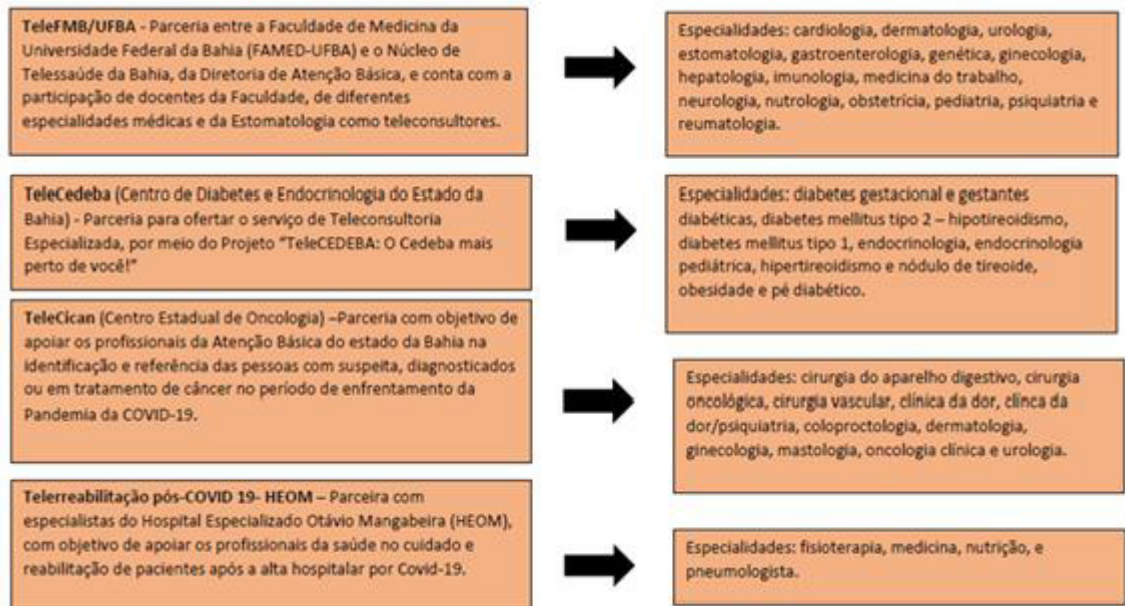 TeleFMB/UFBA - Parceria entre a Faculdade de Medicina da
Universidade Federal da Bahia (FAMED-UFBA) e o Núcleo de
Telessaúde da Bahia, da Diretoria de Atenção Básica, e conta com a
participação de docentes da Faculdade, de diferentes
especialidades médicas e da Estomatologia como teleconsultores.
Especialidades: cardiologia, dermatologia, urologia,
estomatologia, gastroenterologia, genética, ginecologia,
hepatologia, imunologia, medicina do trabalho,
neurologia, nutrologia, obstetrícia, pediatria, psiquiatria e
reumatologia.
TeleCedeba (Centro de Diabetes e Endocrinologia do Estado da
Bahia) - Parceria para ofertar o serviço de Teleconsultoria
Especializada, por meio do Projeto "TeleCEDEBA: O Cedeba mais
perto de você!"
Especialidades: diabetes gestacional e gestantes
diabéticas, diabetes mellitus tipo 2 – hipotireoidismo,
diabetes mellitus tipo 1, endocrinologia, endocrinologia
pediátrica, hipertireoidismo e nódulo de tireoide,
obesidade e pé diabético.
TeleCican (Centro Estadual de Oncologia) –Parceria com objetivo de
apoiar os profissionais da Atenção Básica do estado da Bahia na
identificação e referência das pessoas com suspeita, diagnosticados
ou em tratamento de câncer no período de enfrentamento da
Pandemia da COVID-19.
Especialidades: cirurgia do aparelho digestivo, cirurgia
oncológica, cirurgia vascular, clínica da dor, clínca da
dor/psiquiatria, coloproctologia, dermatologia,
ginecologia, mastologia, oncologia clínica e urologia.
Telerreabilitação pós-COVID 19- HEOM – Parceira com
especialistas do Hospital Especializado Otávio Mangabeira (HEOM),
com objetivo de apoiar os profissionais da saúde no cuidado e
reabilitação de pacientes após a alta hospitalar por Covid-19.
Especialidades: fisioterapia, medicina, nutrição, e
pneumologista.